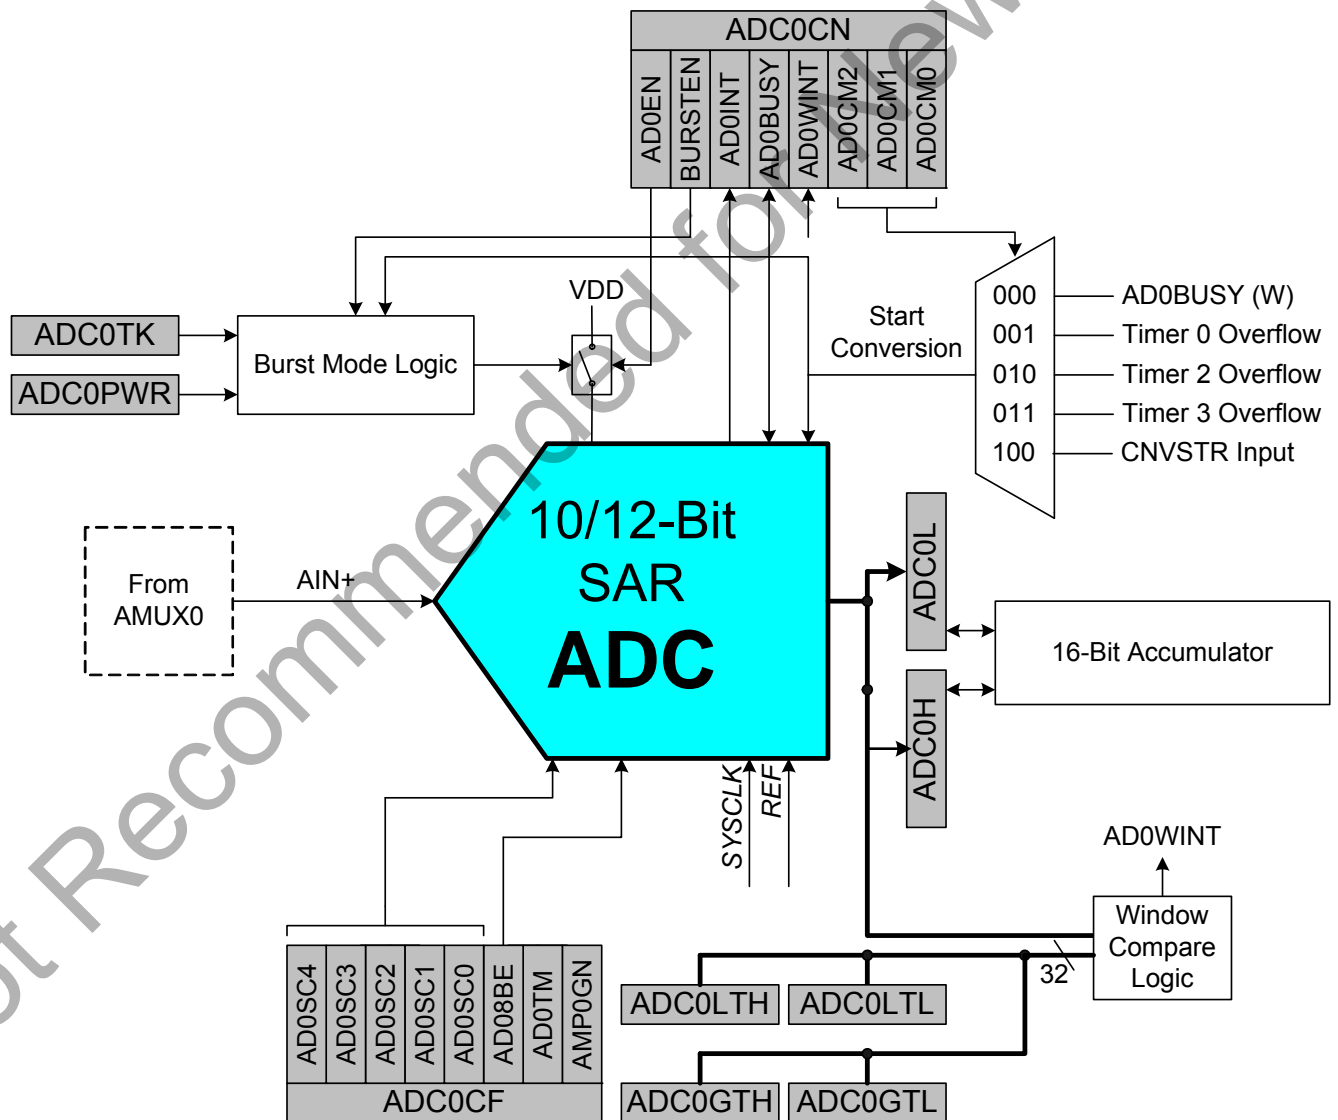 ADC0CN
AD0EN
BURSTEN
AD0INT
AD0BUSY
AD0WINT
AD0CM2
AD0CM1
AD0CM0
VDD
ADC0TK
ADC0PWR
Burst Mode Logic
Start
Conversion
000
AD0BUSY (W)
001
Timer 0 Overflow
010
Timer 2 Overflow
011
Timer 3 Overflow
100
CNVSTR Input
From
AMUX0
AIN+
10/12-Bit
SAR
ADC
ADC0L
ADC0H
16-Bit Accumulator
SYSCLK
REF
AD0WINT
Window
Compare
Logic
32
AD0SC4
AD0SC3
AD0SC2
AD0SC1
AD0SC0
AD08BE
AD0TM
AMP0GN
ADC0CF
ADC0LTH
ADC0LTL
ADC0GTH
ADC0GTL
Recommended for New